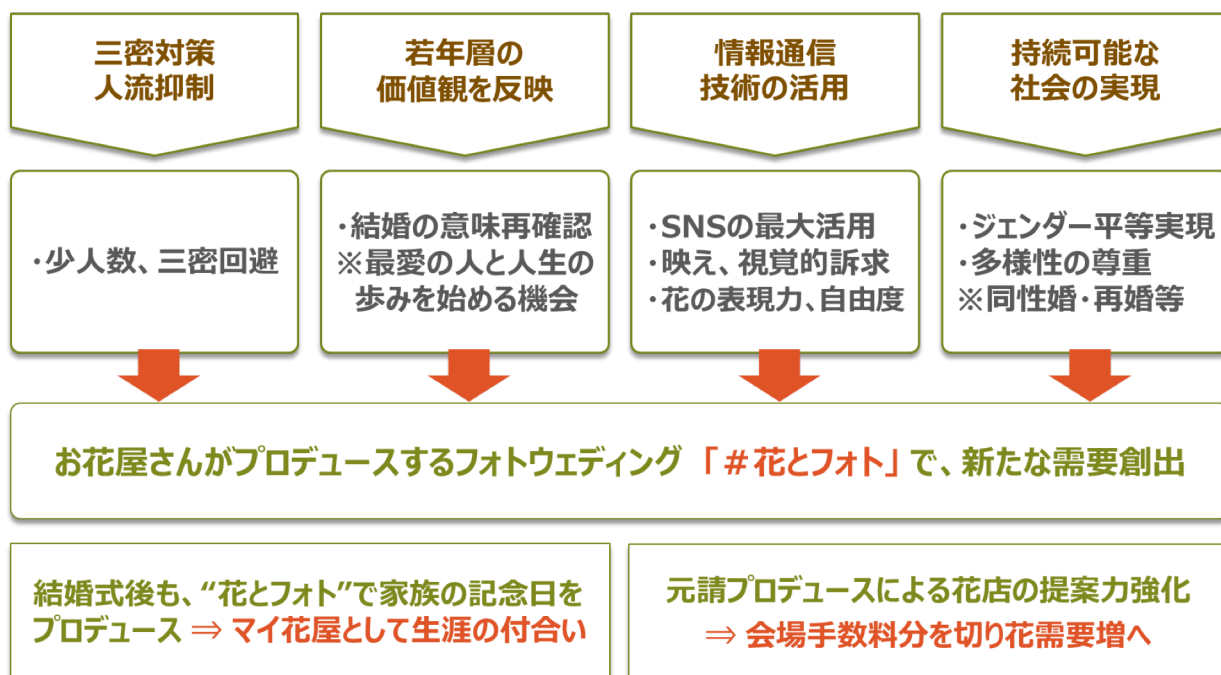 三密対策
人流抑制
若年層の
価値観を反映
情報通信
技術の活用
持続可能な
社会の実現
・少人数、三密回避
・結婚の意味再確認
※最愛の人と人生の
歩みを始める機会
・SNSの最大活用
・映え、視覚的訴求
・花の表現力、自由度
・ジェンダー平等実現
・多様性の尊重
※同性婚・再婚等
お花屋さんがプロデュースするフォトウェディング「＃花とフォト」で、新たな需要創出
結婚式後も、“花とフォト”で家族の記念日を
プロデュース ⇒ マイ花屋として生涯の付合い
元請プロデュースによる花店の提案力強化
⇒ 会場手数料分を切り花需要増へ